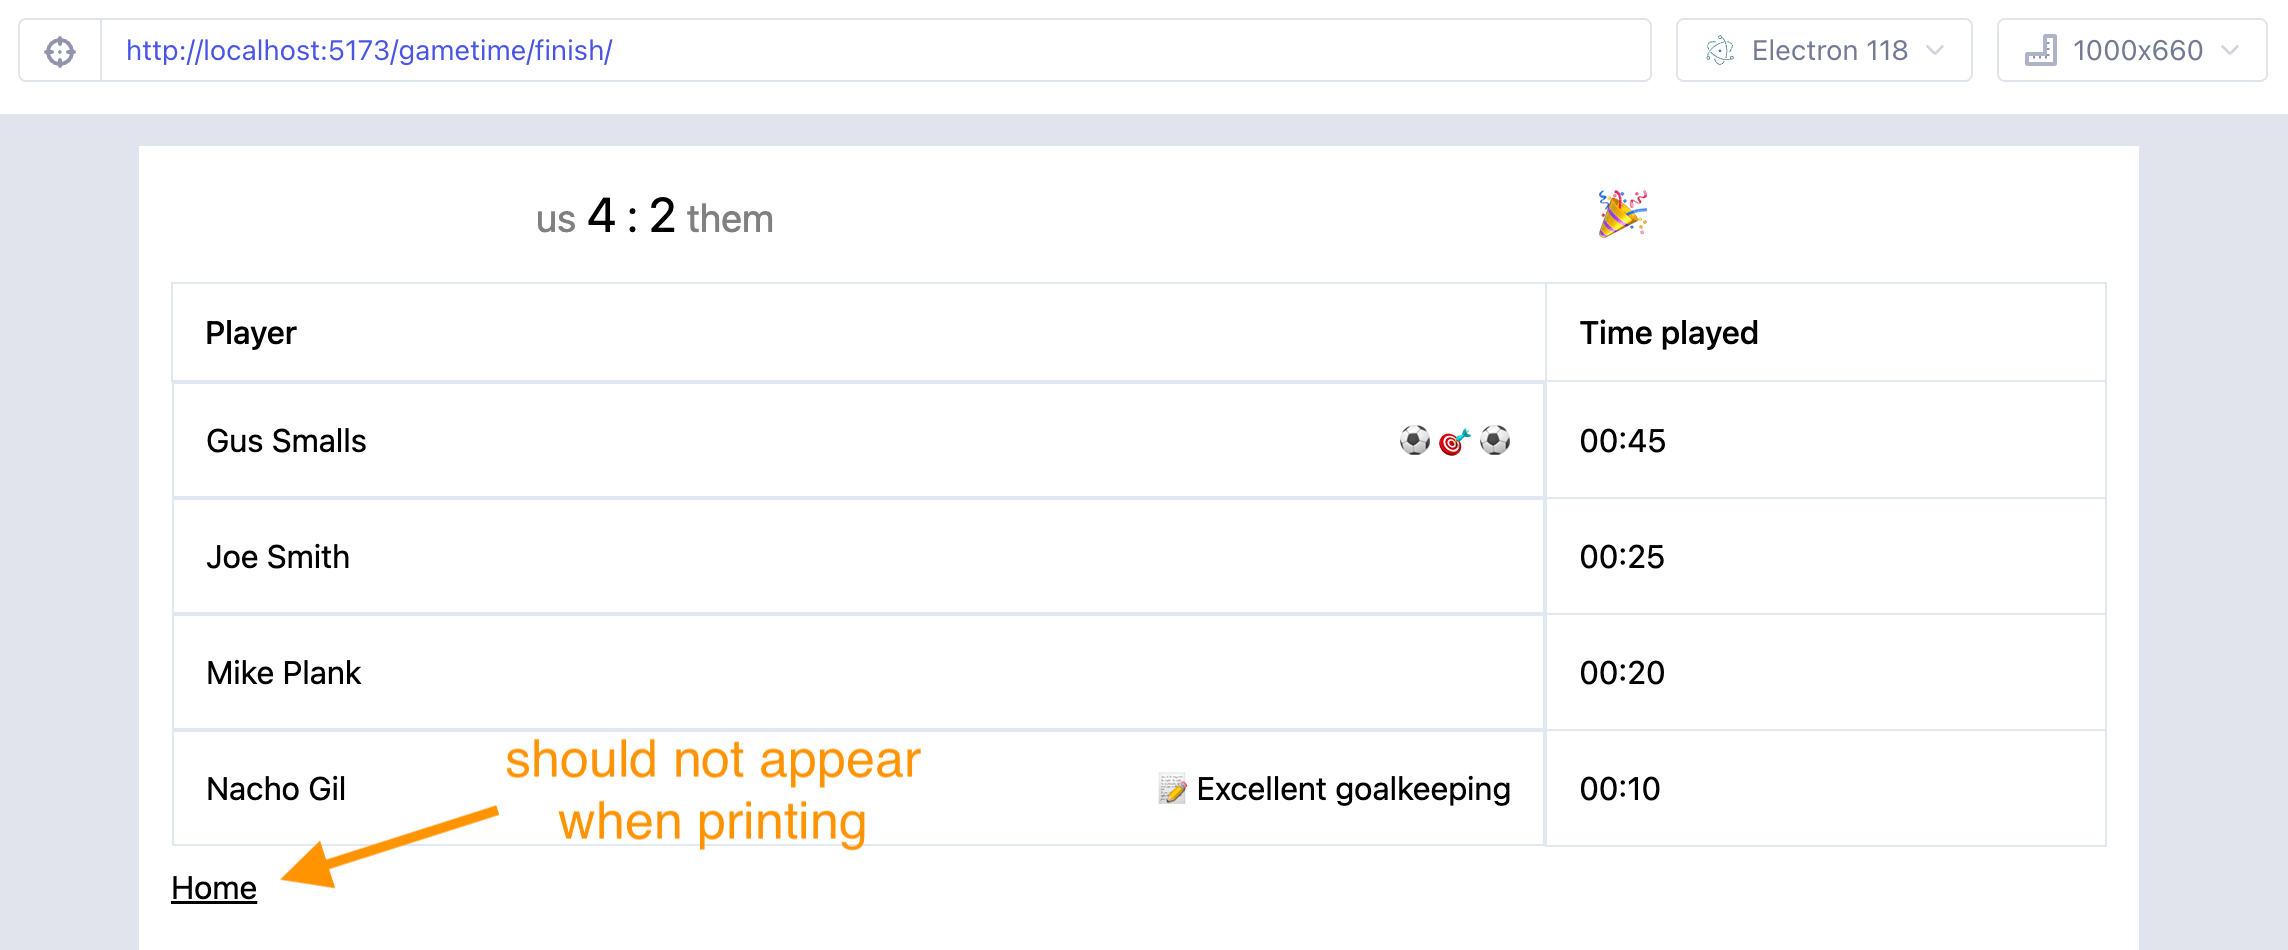 http://localhost:5173/gametime/finish/ Electron 118 1000x660
us 4 : 2 them
Player Time played
Gus Smalls 00:45
Joe Smith 00:25
Mike Plank 00:20
should not appear
when printing
Nacho Gil Excellent goalkeeping 00:10
Home